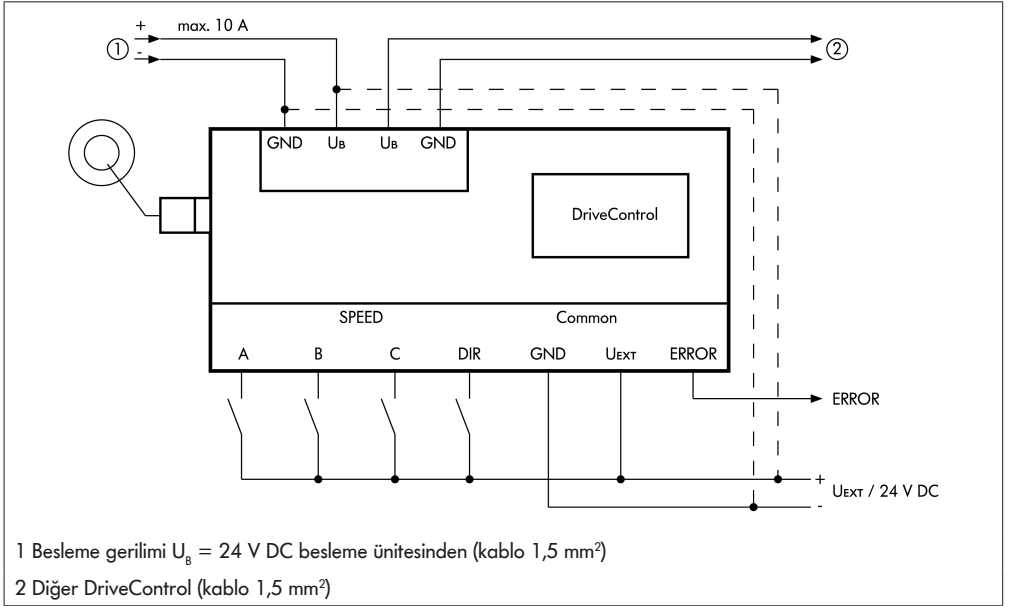 + max. 10 A
1
-
2
GND UB UB GND
DriveControl
SPEED Common
A B C DIR GND UEXT ERROR
ERROR
+
UEXT / 24 V DC
-
1 Besleme gerilimi UB = 24 V DC besleme ünitesinden (kablo 1,5 mm²)
2 Diğer DriveControl (kablo 1,5 mm²)